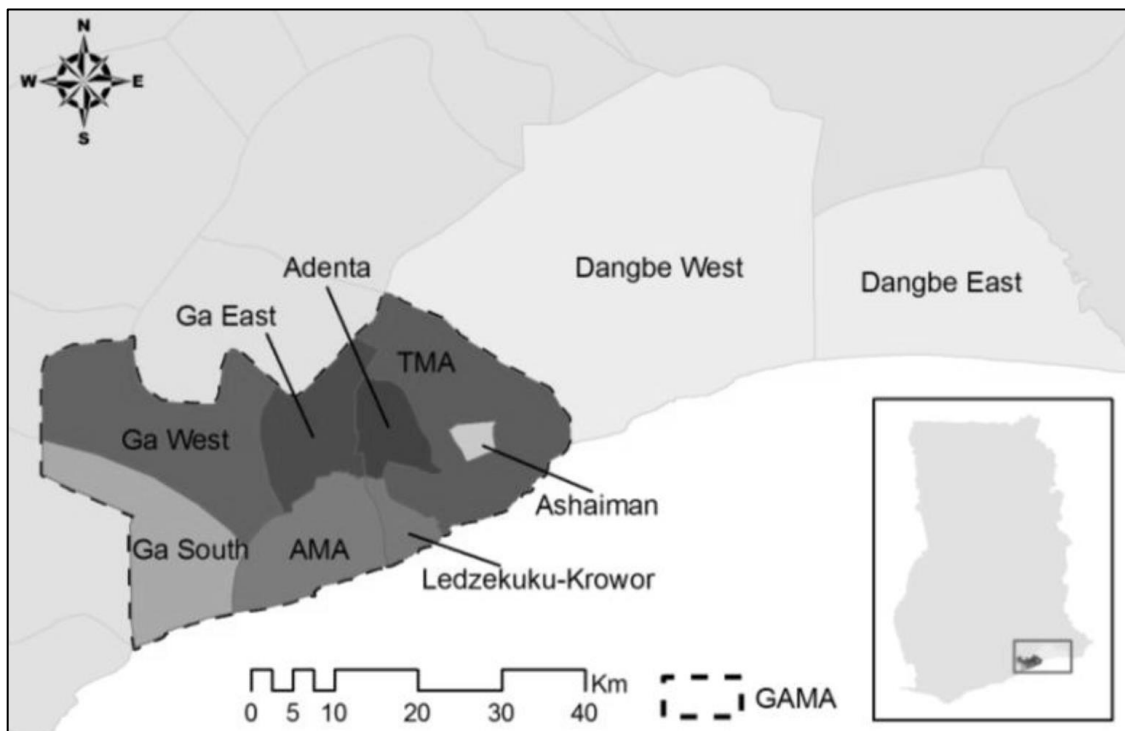 N
W E
S
Adenta
Dangbe West
Dangbe East
Ga East
TMA
Ga West
Ashaiman
Ga South
AMA
Ledzekuku-Krowor
Km
0 5 10 20 30 40
GAMA